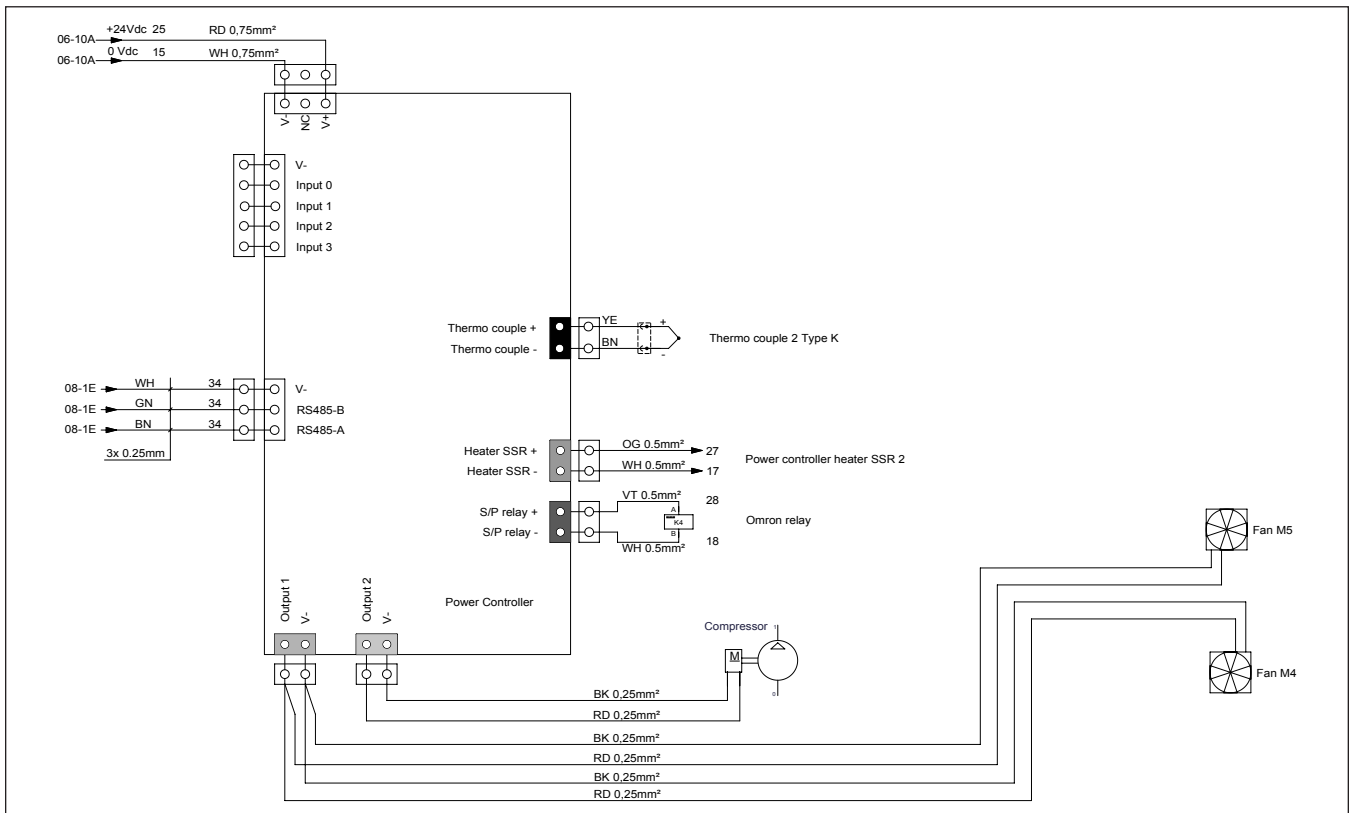 +24Vdc 25 RD 0,75mm²
06-10A
0 Vdc 15 WH 0,75mm²
06-10A
V-
NC
V+
V-
Input 0
Input 1
Input 2
Input 3
Thermo couple + YE +
Thermo couple 2 Type K
Thermo couple - BN -
08-1E WH 34 V-
08-1E GN 34 RS485-B
08-1E BN 34 RS485-A
3x 0.25mm
Heater SSR + OG 0.5mm² 27
Power controller heater SSR 2
Heater SSR - WH 0.5mm² 17
VT 0.5mm² 28
S/P relay + A
K4 Omron relay
S/P relay - B
WH 0.5mm² 18
Fan M5
Output 1
V-
Output 2
V-
Power Controller
Compressor 1
M
0
Fan M4
BK 0,25mm²
RD 0,25mm²
BK 0,25mm²
RD 0,25mm²
BK 0,25mm²
RD 0,25mm²